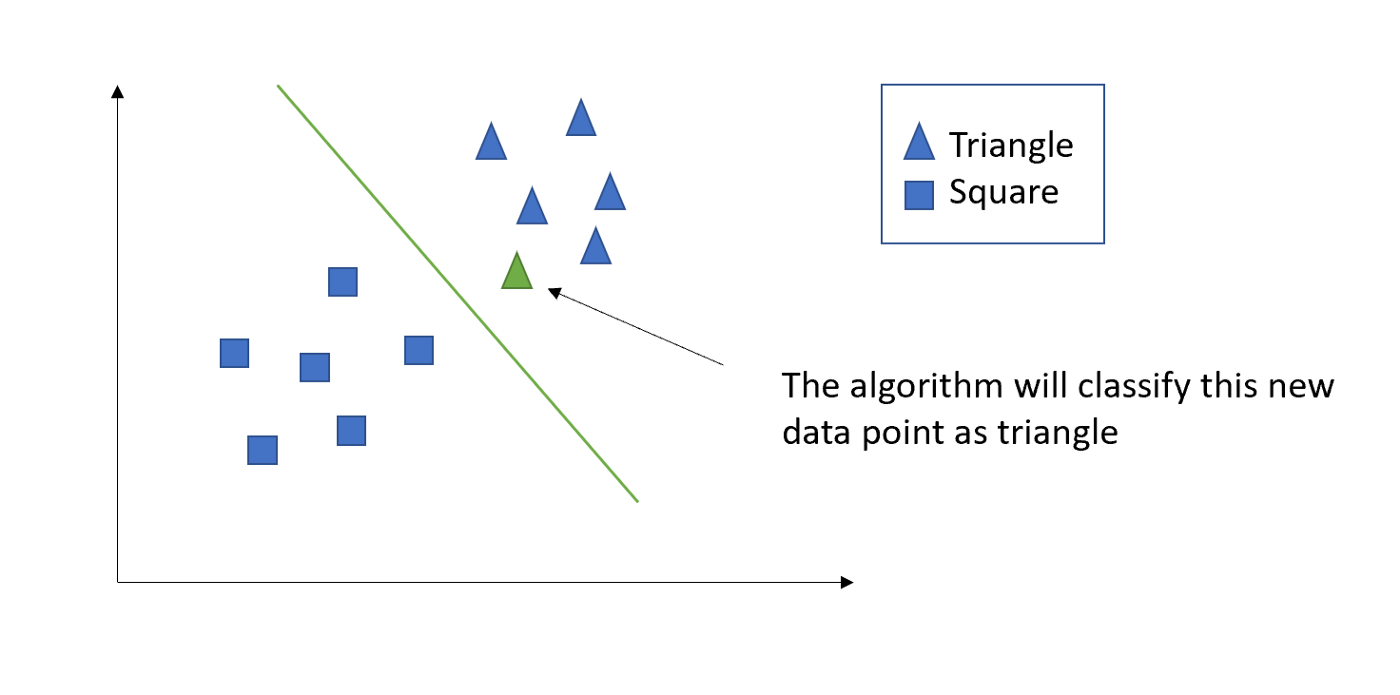 Triangle
Square
The algorithm will classify this new
data point as triangle